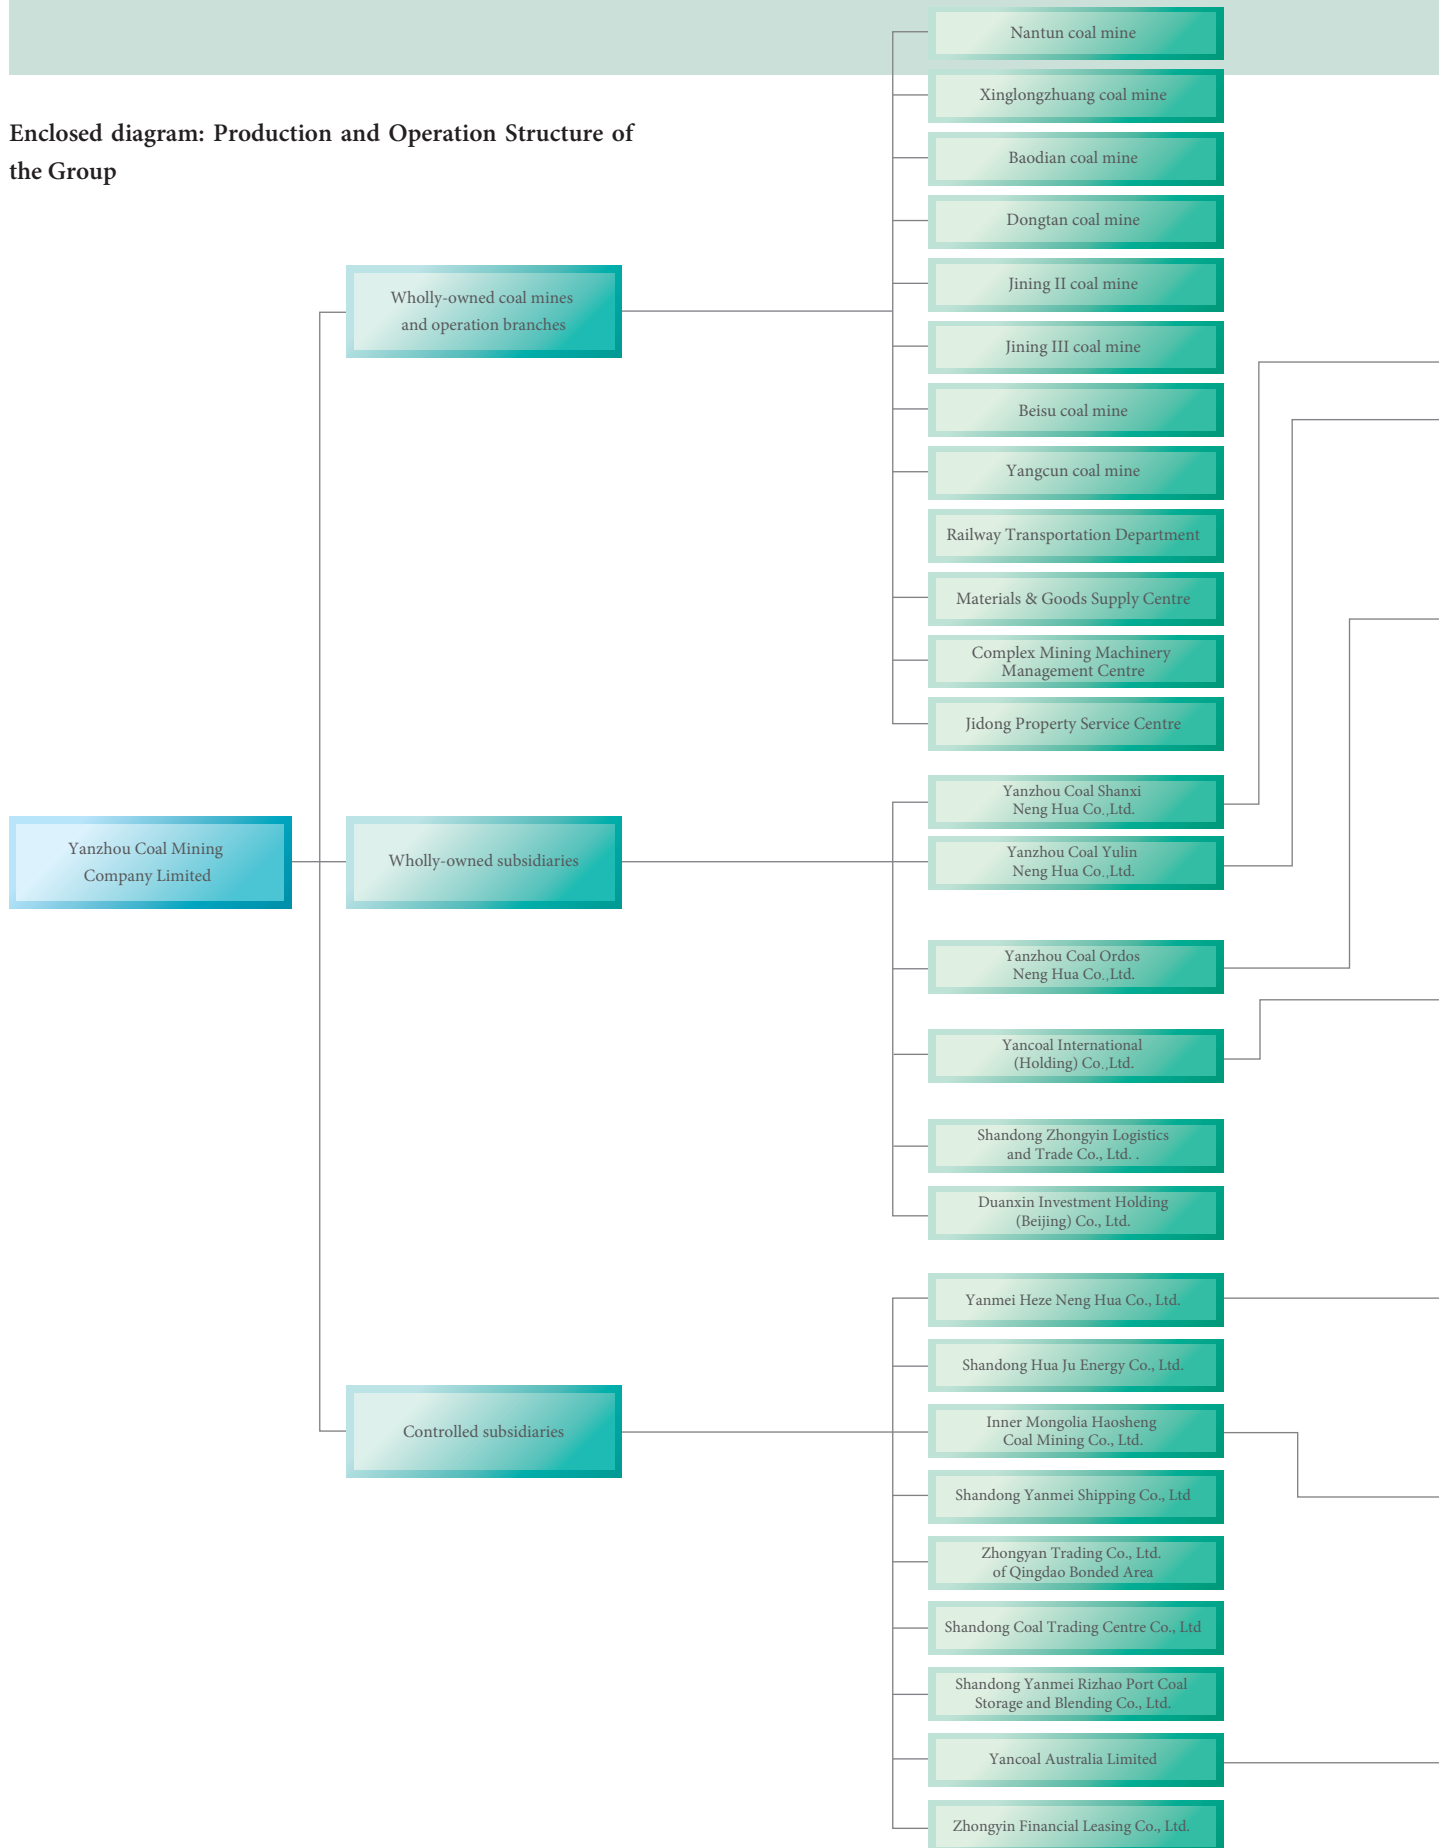 Enclosed diagram: Production and Operation Structure of
the Group
Yanzhou Coal Mining
Company Limited
Wholly-owned coal mines
and operation branches
Nantun coal mine
Xinglongzhuang coal mine
Baodian coal mine
Dongtan coal mine
Jining II coal mine
Jining III coal mine
Beisu coal mine
Yangcun coal mine
Railway Transportation Department
Materials & Goods Supply Centre
Complex Mining Machinery
Management Centre
Jidong Property Service Centre
Wholly-owned subsidiaries
Yanzhou Coal Shanxi
Neng Hua Co.,Ltd.
Yanzhou Coal Yulin
Neng Hua Co.,Ltd.
Yanzhou Coal Ordos
Neng Hua Co.,Ltd.
Yancoal International
(Holding) Co.,Ltd.
Shandong Zhongyin Logistics
and Trade Co., Ltd. .
Duanxin Investment Holding
(Beijing) Co., Ltd.
Controlled subsidiaries
Yanmei Heze Neng Hua Co., Ltd.
Shandong Hua Ju Energy Co., Ltd.
Inner Mongolia Haosheng
Coal Mining Co., Ltd.
Shandong Yanmei Shipping Co., Ltd
Zhongyan Trading Co., Ltd.
of Qingdao Bonded Area
Shandong Coal Trading Centre Co., Ltd
Shandong Yanmei Rizhao Port Coal
Storage and Blending Co., Ltd.
Yancoal Australia Limited
Zhongyin Financial Leasing Co., Ltd.